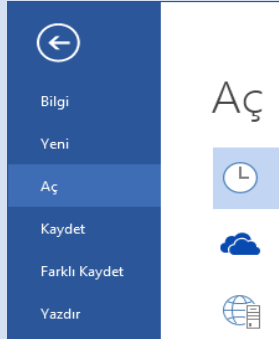 Bilgi
Yeni
Aç
Kaydet
Farklı Kaydet
Yazdır
Aç